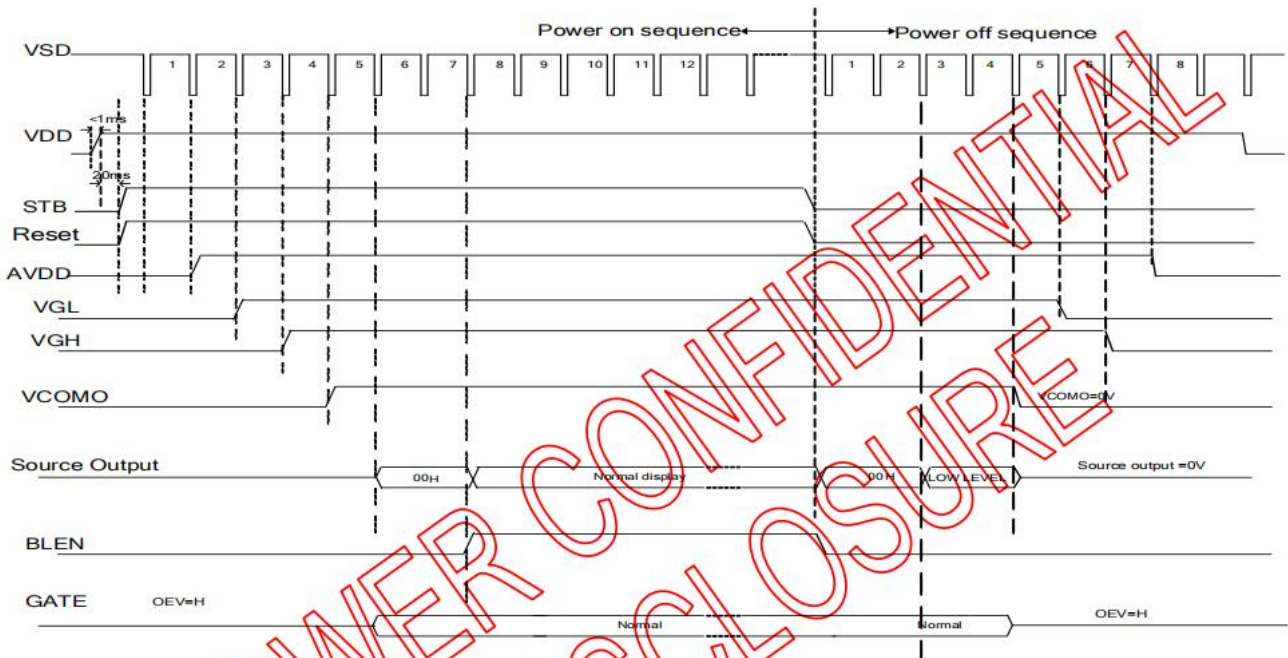 Power on sequence Power off sequence
VSD
1 2 3 4 5 6 7 8 9 10 11 12 1 2 3 4 5 6 7 8
<1ms
VDD
20ms
STB
Reset
AVDD
VGL
VGH
VCOMO
VCOMO=0V
Source Output
00H Normal display 00H LOW LEVEL Source output =0V
BLEN
GATE OEV=H OEV=H
Normal Normal
WER CONFIDENTIAL
CLOSURE